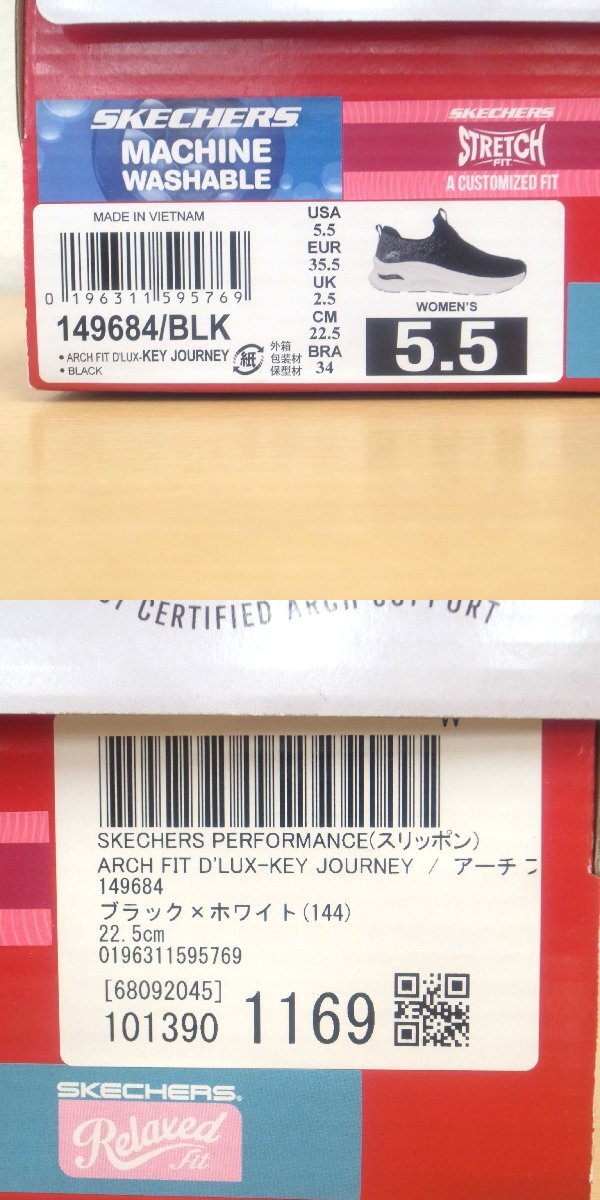 SKECHERS
MACHINE
WASHABLE
SKECHERS
STRETCH
FIT
A CUSTOMIZED FIT
MADE IN VIETNAM
0 196311 595769
149684/BLK
• ARCH FIT D'LUX-KEY JOURNEY
• BLACK
紙
外箱
包装材
保型材
USA
5.5
EUR
35.5
UK
2.5
CM
22.5
BRA
34
WOMEN'S
5.5
CERTIFIED ARCH SUPPORT
W
SKECHERS PERFORMANCE(スリッポン)
ARCH FIT D'LUX-KEY JOURNEY / アーチ フ
149684
ブラック×ホワイト(144)
22.5cm
0196311595769
[68092045]
101390 1169
SKECHERS
Relaxed
Fit